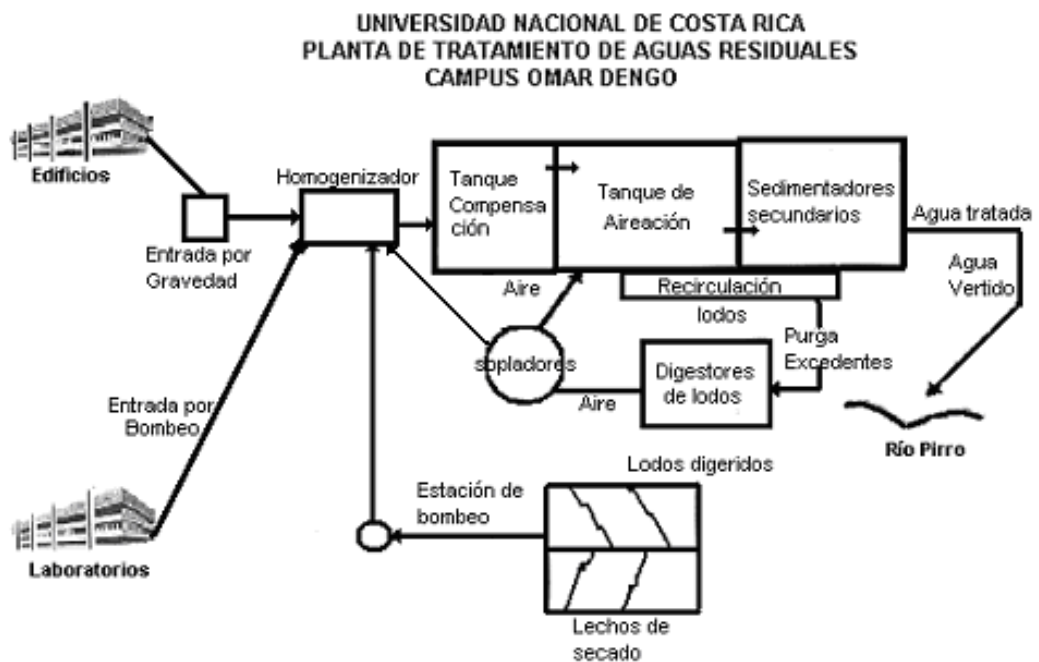 UNIVERSIDAD NACIONAL DE COSTA RICA
PLANTA DE TRATAMIENTO DE AGUAS RESIDUALES
CAMPUS OMAR DENGO
Edificios
Entrada por
Gravedad
Homogenizador
Tanque
Compensa
ción
Tanque de
Aireación
Sedimentadores
secundarios
Agua tratada
Agua
Vertido
Aire
Recirculación
lodos
Purga
Excedentes
sopladores
Aire
Digestores
de lodos
Río Pirro
Entrada por
Bombeo
Laboratorios
Lodos digeridos
Estación de
bombeo
Lechos de
secado